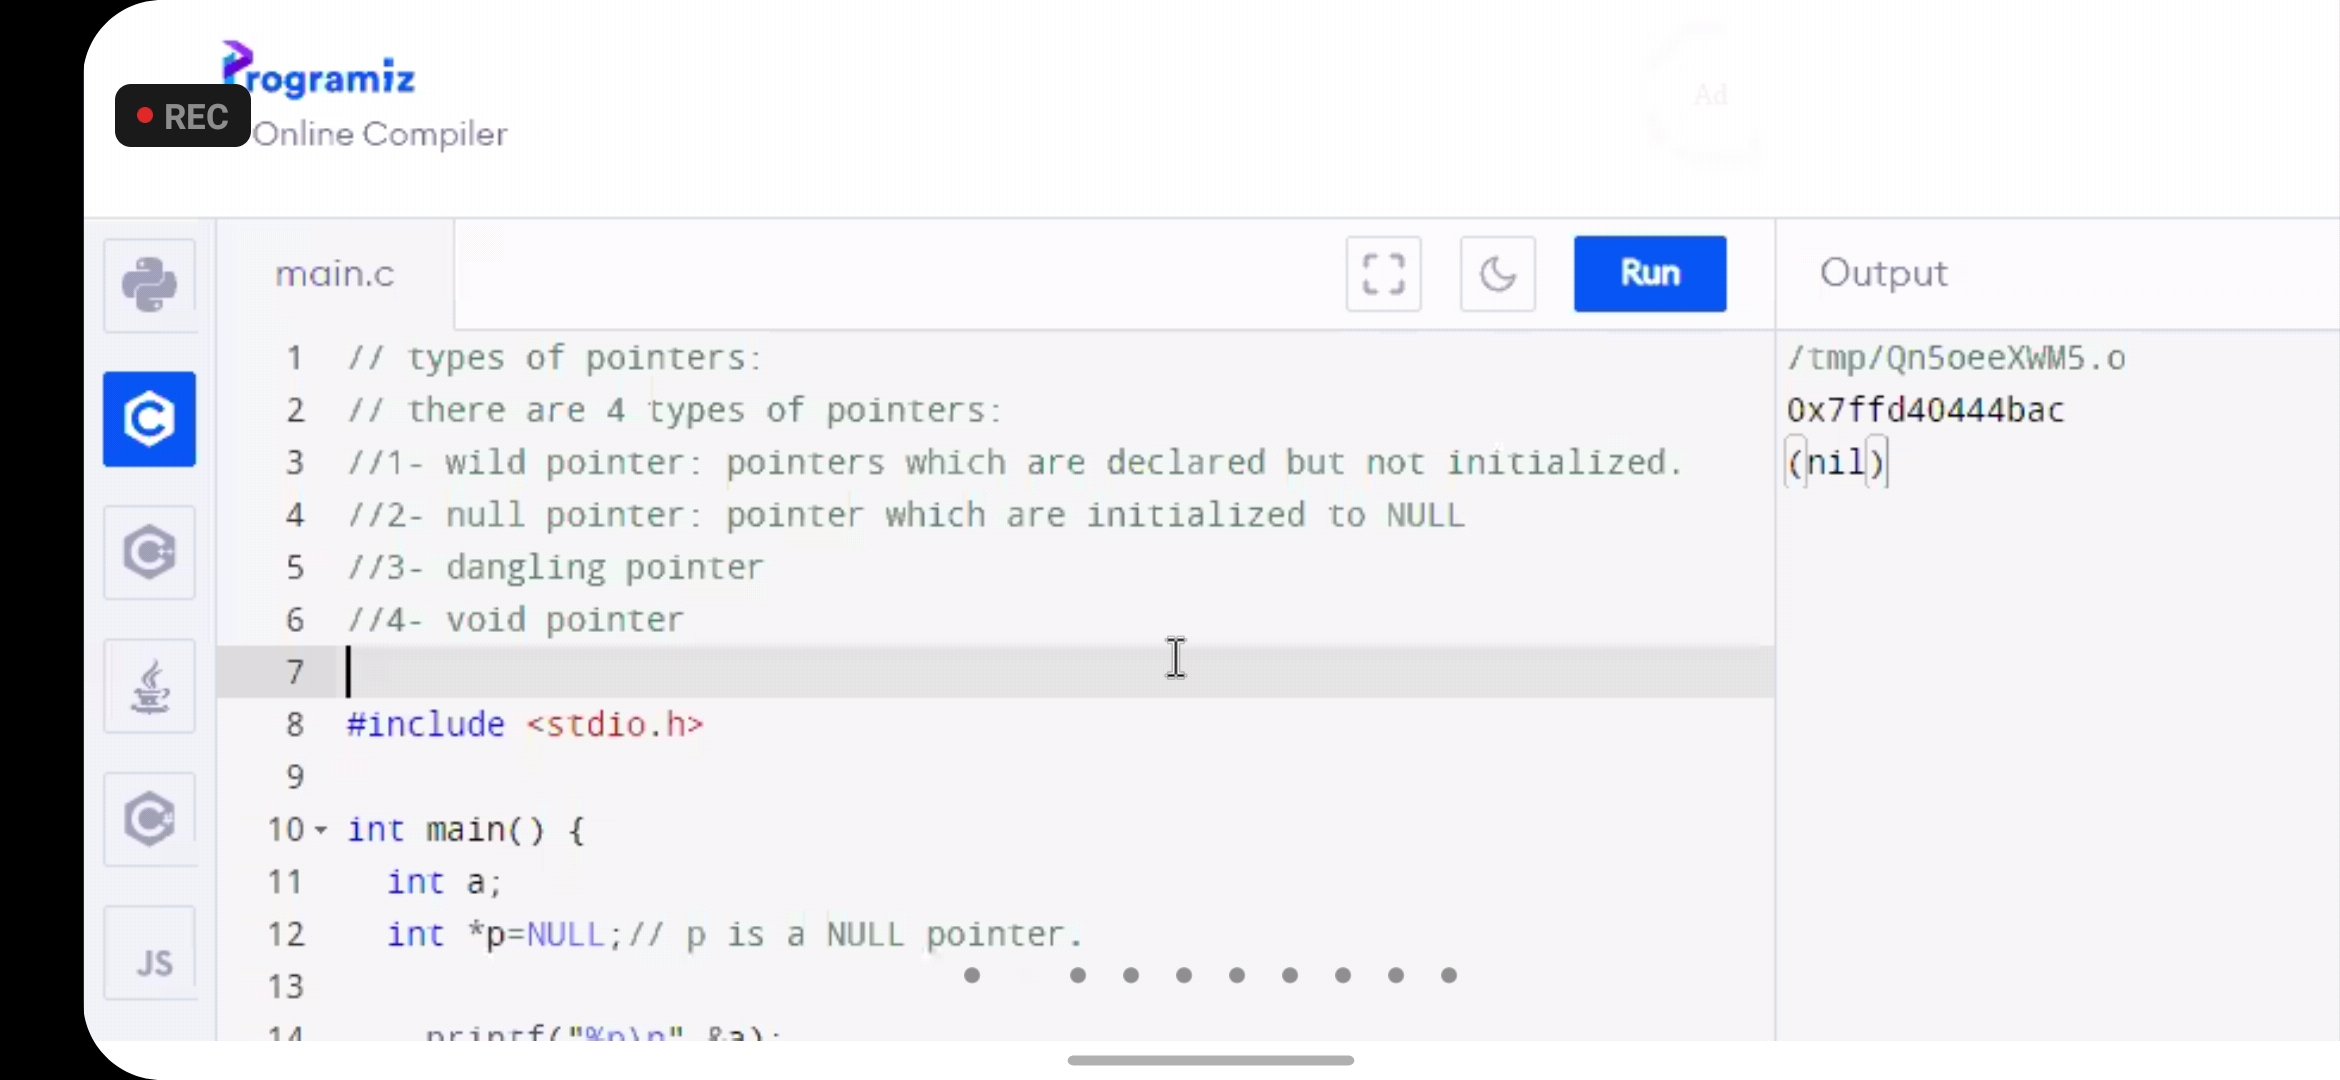 Programiz
REC
Online Compiler
Ad
main.c
Run
Output
1 // types of pointers:
2 // there are 4 types of pointers:
3 //1- wild pointer: pointers which are declared but not initialized.
4 //2- null pointer: pointer which are initialized to NULL
5 //3- dangling pointer
6 //4- void pointer
7
8 #include <stdio.h>
9
10 int main() {
11 int a;
12 int *p=NULL;// p is a NULL pointer.
13
14 printf("%p\n" &a);
/tmp/Qn5oeeXWM5.o
0x7ffd40444bac
(nil)
JS